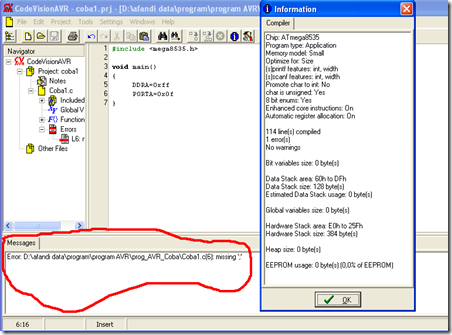 CodeVisionAVR - coba1.prj - [D:\afandi data\program\program AVR
File Edit Project Tools Settings
Navigator
CodeVisionAVR
Project: coba1
Notes
Coba1.c
Included
Global V
Function
Errors
L6: r
Other Files
#include <mega8535.h>
void main()
{
DDRA=0xff
PORTA=0x0f
}
Messages
Error: D:\afandi data\program\program AVR\prog_AVR_Coba\Coba1.c(6): missing ';'
6:16
Insert
Information
Compiler
Chip: ATmega8535
Program type: Application
Memory model: Small
Optimize for: Size
(s)printf features: int, width
(s)scanf features: int, width
Promote char to int: No
char is unsigned: Yes
8 bit enums: Yes
Enhanced core instructions: On
Automatic register allocation: On
114 line(s) compiled
1 error(s)
No warnings
Bit variables size: 0 byte(s)
Data Stack area: 60h to DFh
Data Stack size: 128 byte(s)
Estimated Data Stack usage: 0 byte(s)
Global variables size: 0 byte(s)
Hardware Stack area: E0h to 25Fh
Hardware Stack size: 384 byte(s)
Heap size: 0 byte(s)
EEPROM usage: 0 byte(s) (0,0% of EEPROM)
OK